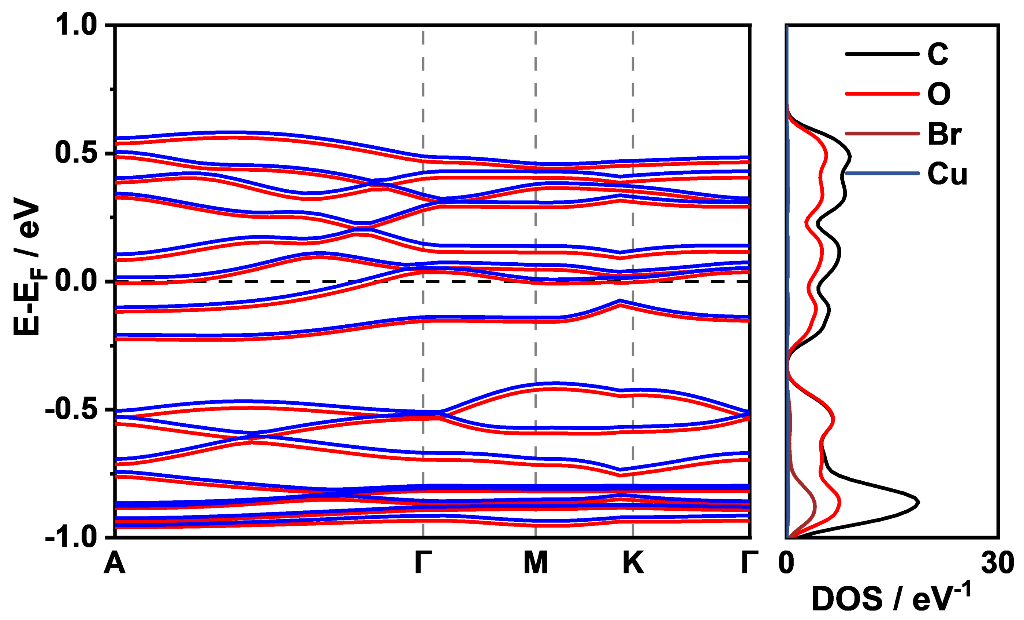 1.0
0.5
0.0
-0.5
-1.0
E-E_F / eV
A Γ M K Γ
C
O
Br
Cu
0 30
DOS / eV⁻¹